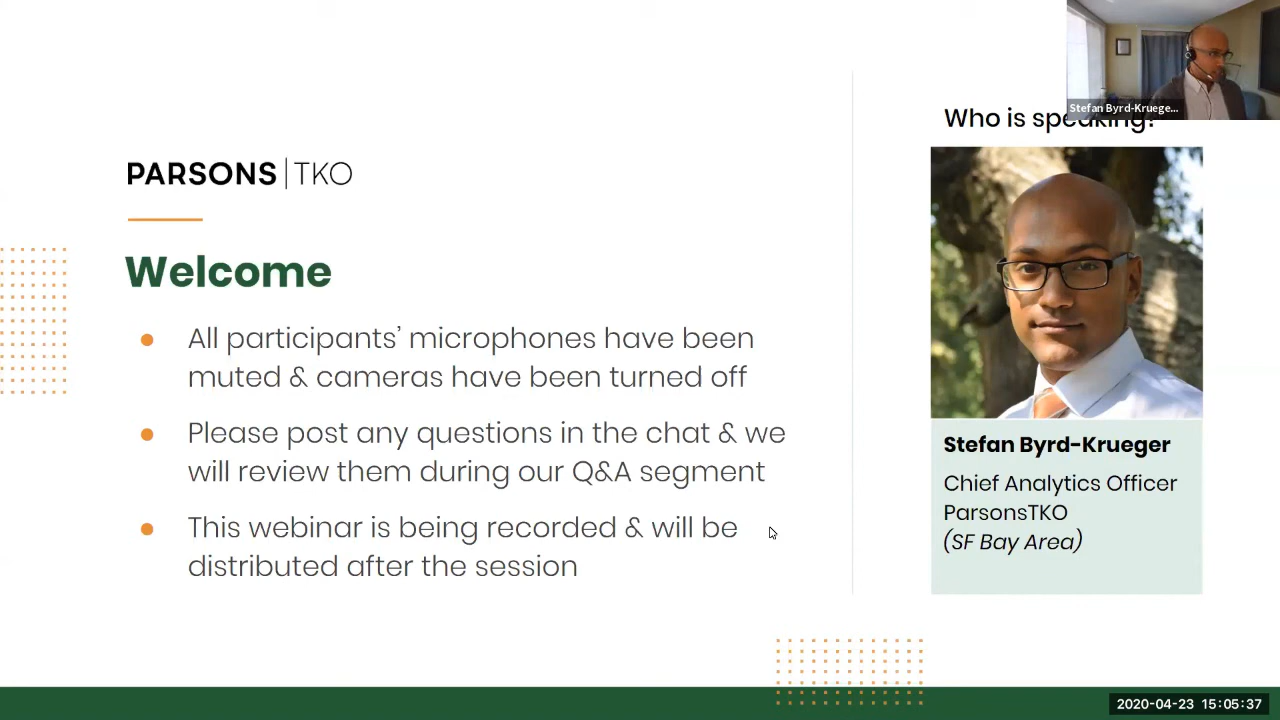 Stefan Byrd-Kruege...
Who is speaking?
PARSONS | TKO
Welcome
All participants’ microphones have been
muted & cameras have been turned off
Please post any questions in the chat & we
will review them during our Q&A segment
This webinar is being recorded & will be
distributed after the session
Stefan Byrd-Krueger
Chief Analytics Officer
ParsonsTKO
(SF Bay Area)
2020-04-23 15:05:37